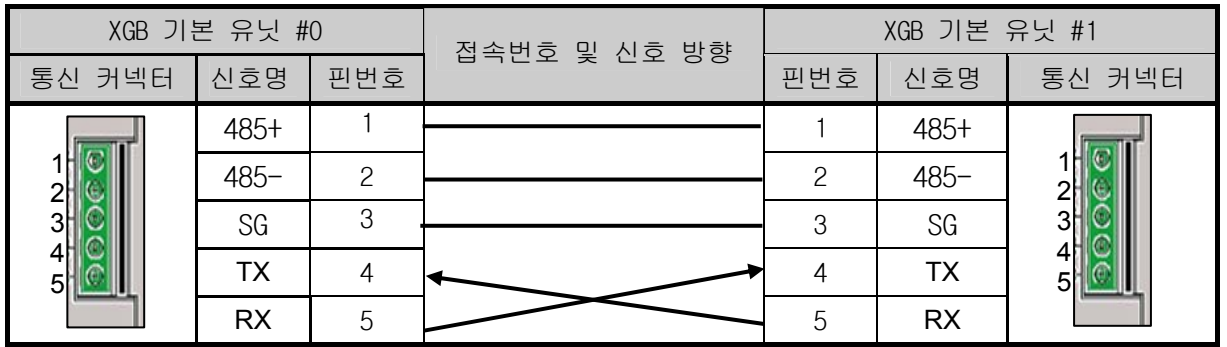 XGB 기본 유닛 #0 접속번호 및 신호 방향 XGB 기본 유닛 #1
통신 커넥터 신호명 핀번호 핀번호 신호명 통신 커넥터
485+ 1 1 485+
485- 2 2 485-
SG 3 3 SG
TX 4 4 TX
RX 5 5 RX
1
2
3
4
5
1
2
3
4
5